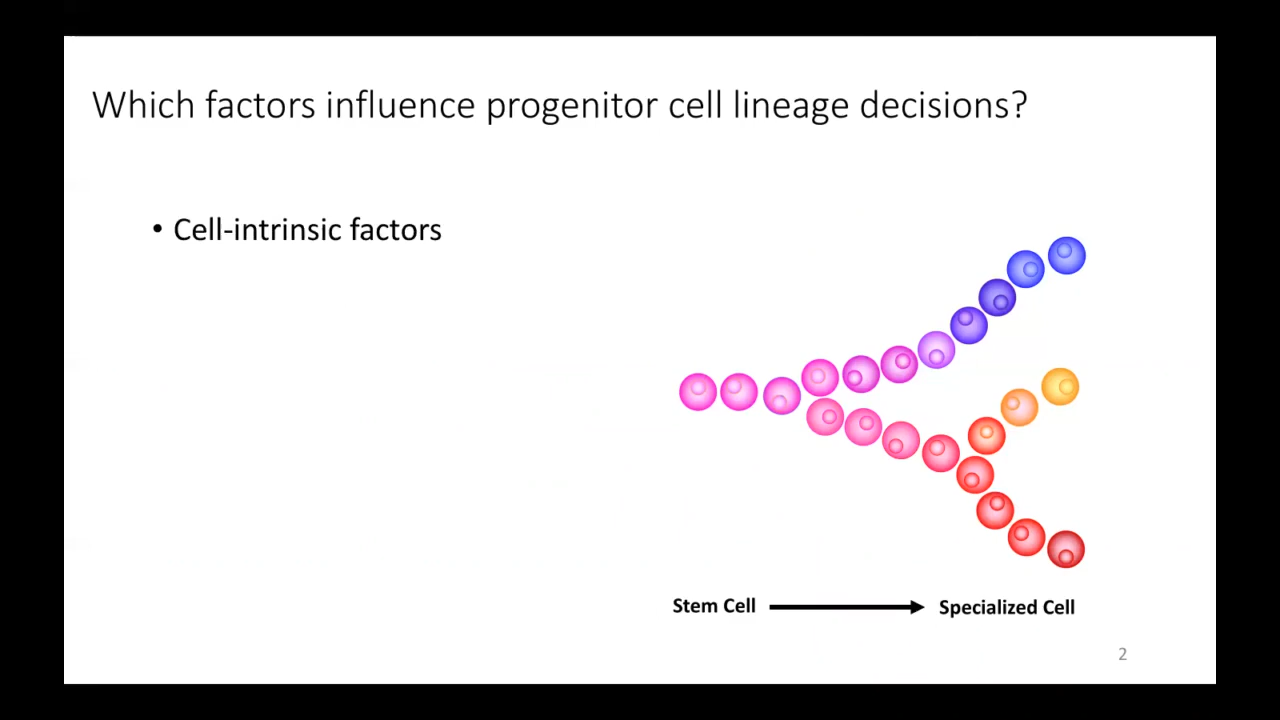 Which factors influence progenitor cell lineage decisions?
• Cell-intrinsic factors
Stem Cell
Specialized Cell
2